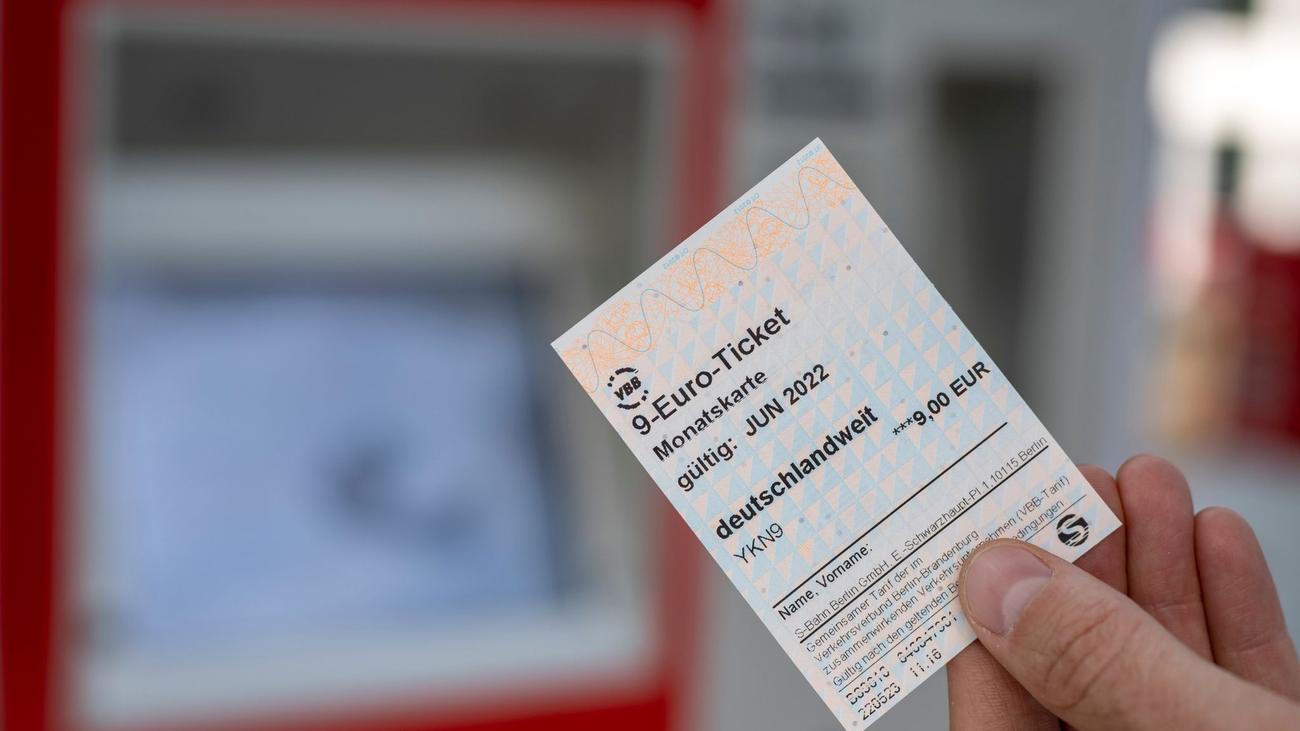 VBB
9-Euro-Ticket
Monatskarte
gültig: JUN 2022
deutschlandweit ***9,00 EUR
YKN9
Name, Vorname:
S-Bahn Berlin GmbH, E.-Schwarzhaupt-Pl.1,10115 Berlin
Gemeinsamer Tarif der im
Verkehrsverbund Berlin-Brandenburg
zusammenwirkenden (VBB-Tarif)
Gültig nach den geltenden
220523 11:16